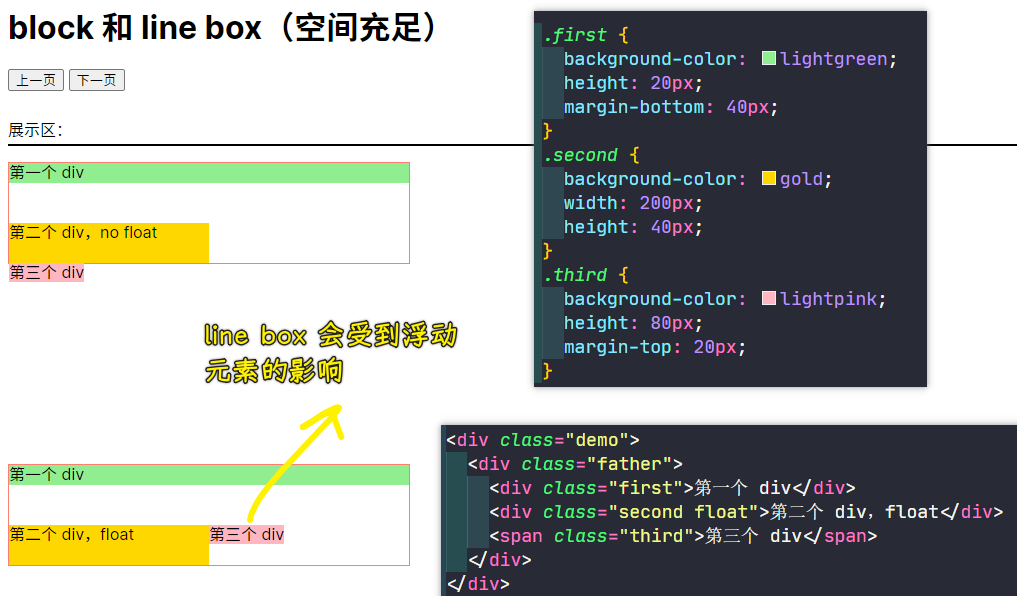 block 和 line box（空间充足）
上一页 下一页
展示区：
第一个 div
第二个 div，no float
第三个 div
line box 会受到浮动
元素的影响
第一个 div
第二个 div，float
第三个 div
.first {
background-color: lightgreen;
height: 20px;
margin-bottom: 40px;
}
.second {
background-color: gold;
width: 200px;
height: 40px;
}
.third {
background-color: lightpink;
height: 80px;
margin-top: 20px;
}
<div class="demo">
<div class="father">
<div class="first">第一个 div</div>
<div class="second float">第二个 div，float</div>
<span class="third">第三个 div</span>
</div>
</div>